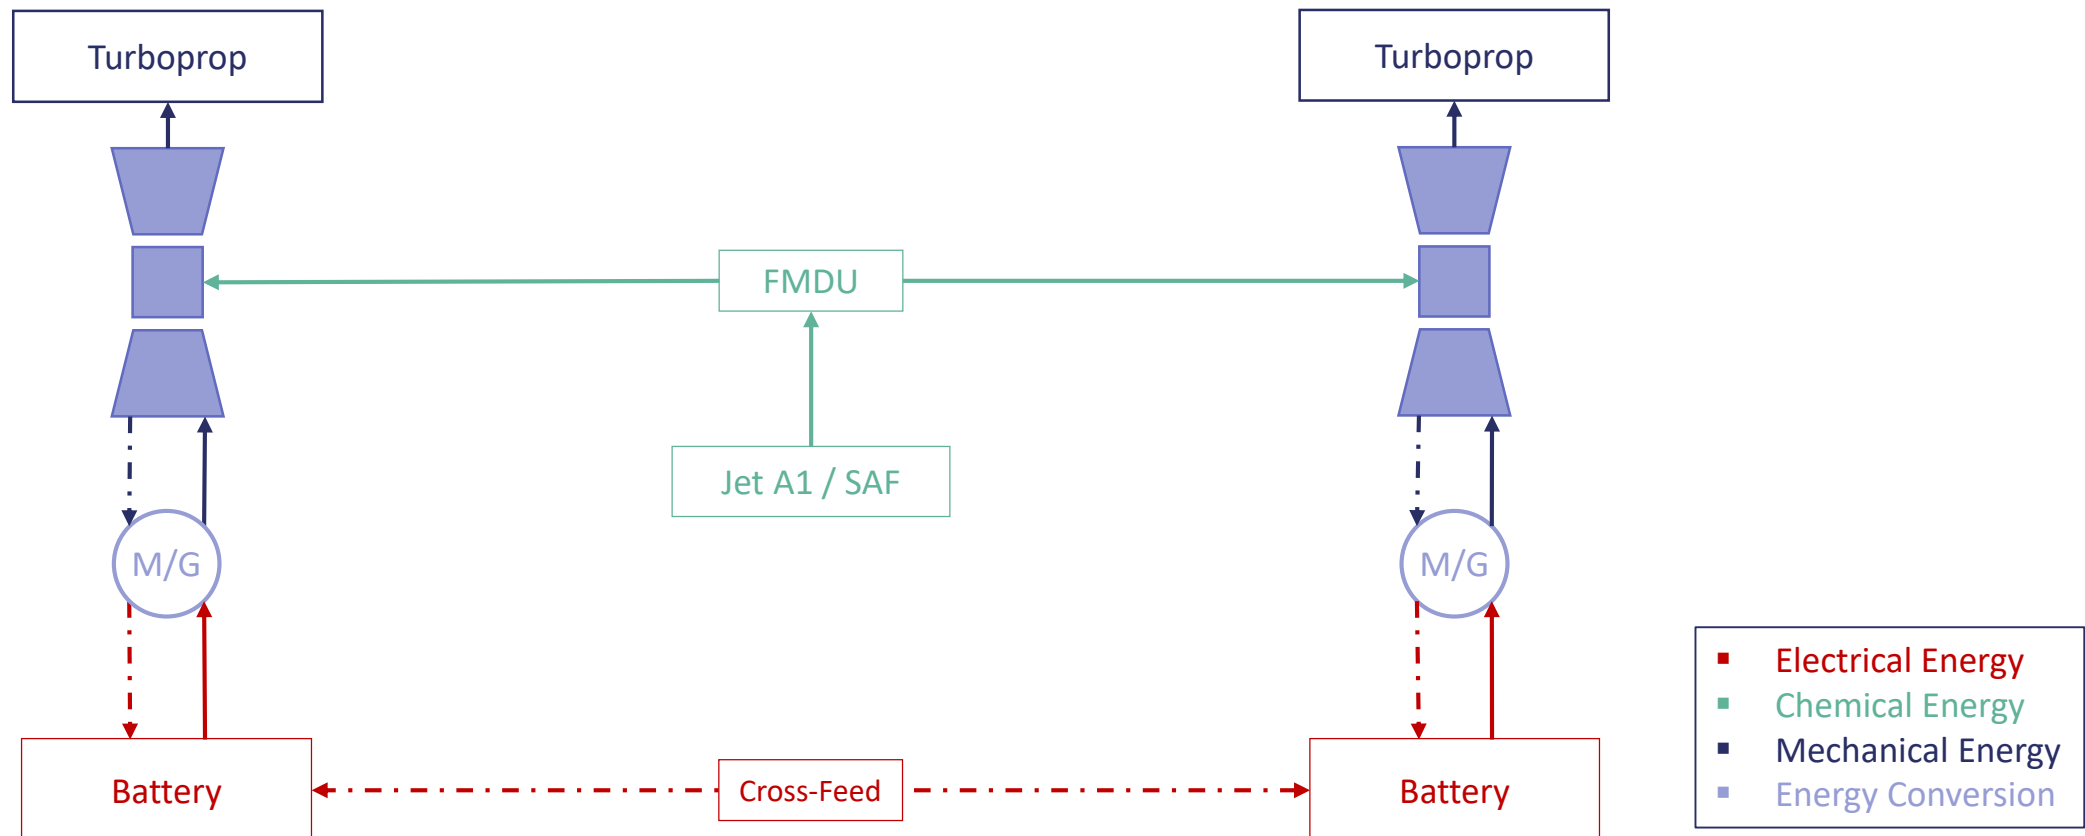 Turboprop
Turboprop
FMDU
Jet A1 / SAF
M/G
M/G
Battery
Cross-Feed
Battery
Electrical Energy
Chemical Energy
Mechanical Energy
Energy Conversion